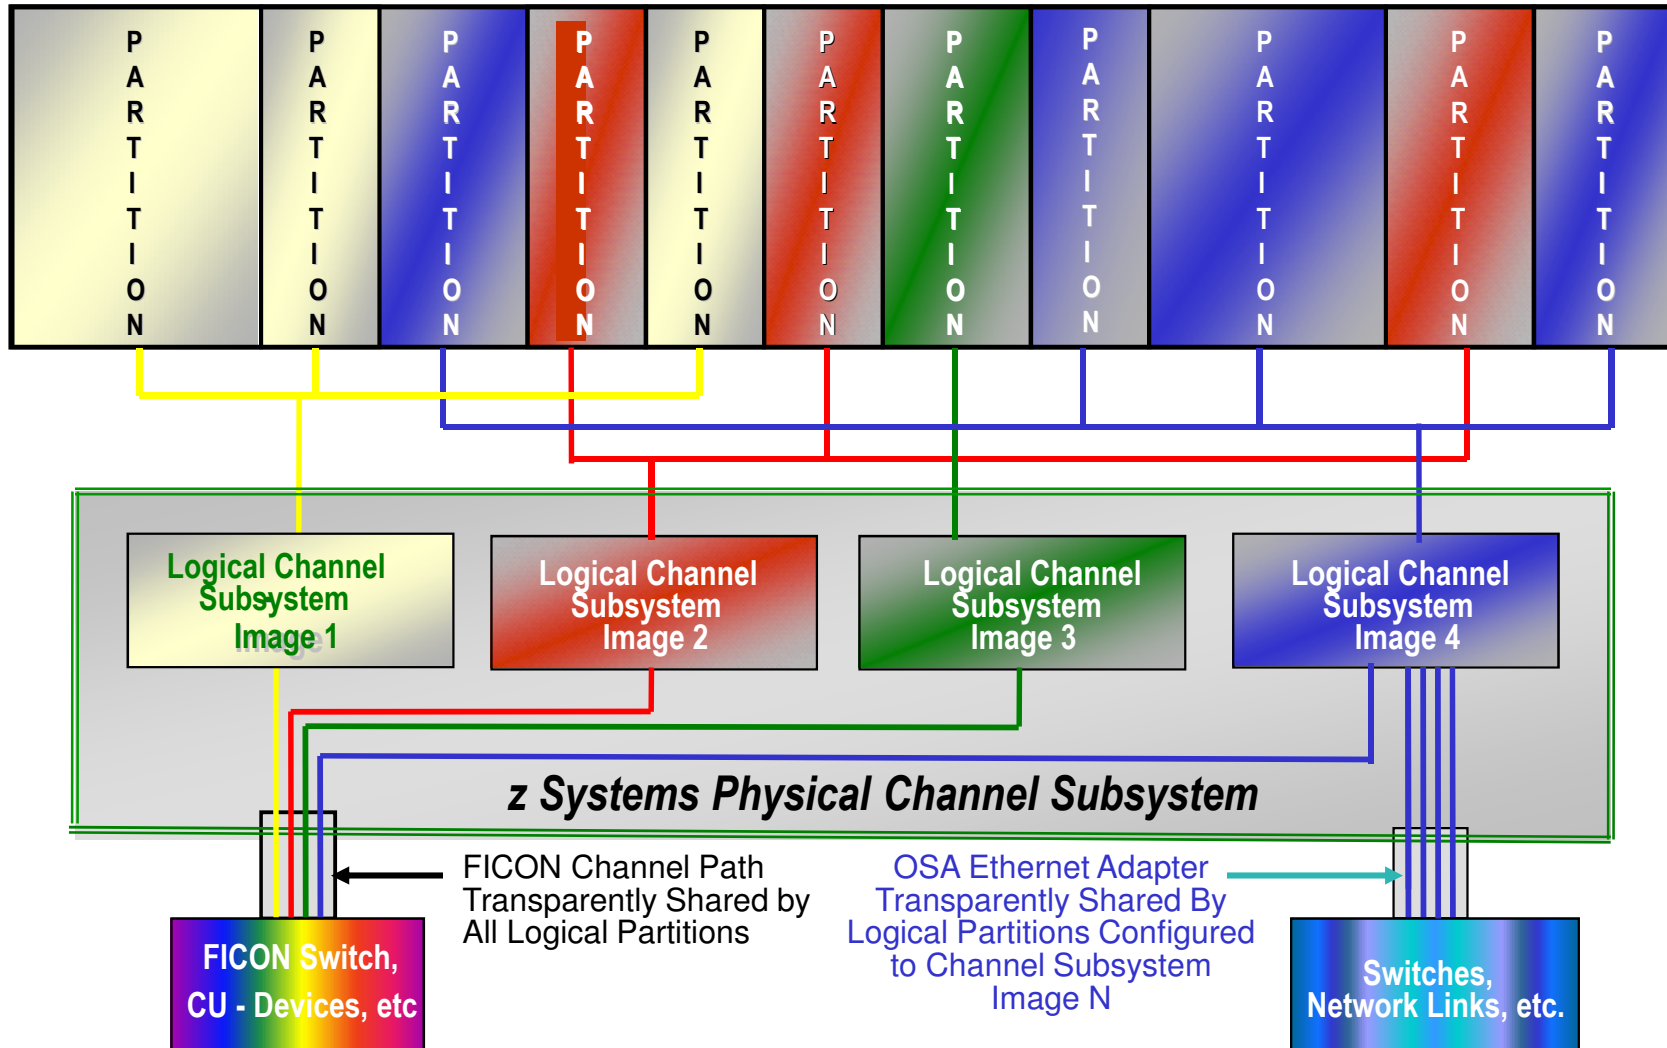 PARTITION
PARTITION
PARTITION
PARTITION
PARTITION
PARTITION
PARTITION
PARTITION
PARTITION
PARTITION
PARTITION
Logical Channel
Subsystem
-
Image 1
Logical Channel
Subsystem
Image 2
Logical Channel
Subsystem
Image 3
Logical Channel
Subsystem
Image 4
z Systems Physical Channel Subsystem
FICON Channel Path
Transparently Shared by
All Logical Partitions
OSA Ethernet Adapter
Transparently Shared By
Logical Partitions Configured
to Channel Subsystem
Image N
FICON Switch,
CU - Devices, etc
Switches,
Network Links, etc.